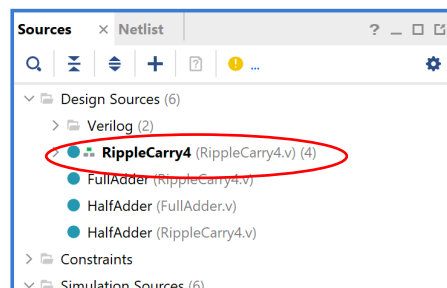 Sources × Netlist ? _
...
Design Sources (6)
Verilog (2)
RippleCarry4 (RippleCarry4.v) (4)
FullAdder (RippleCarry4.v)
HalfAdder (FullAdder.v)
HalfAdder (RippleCarry4.v)
Constraints
Simulation Sources (6)